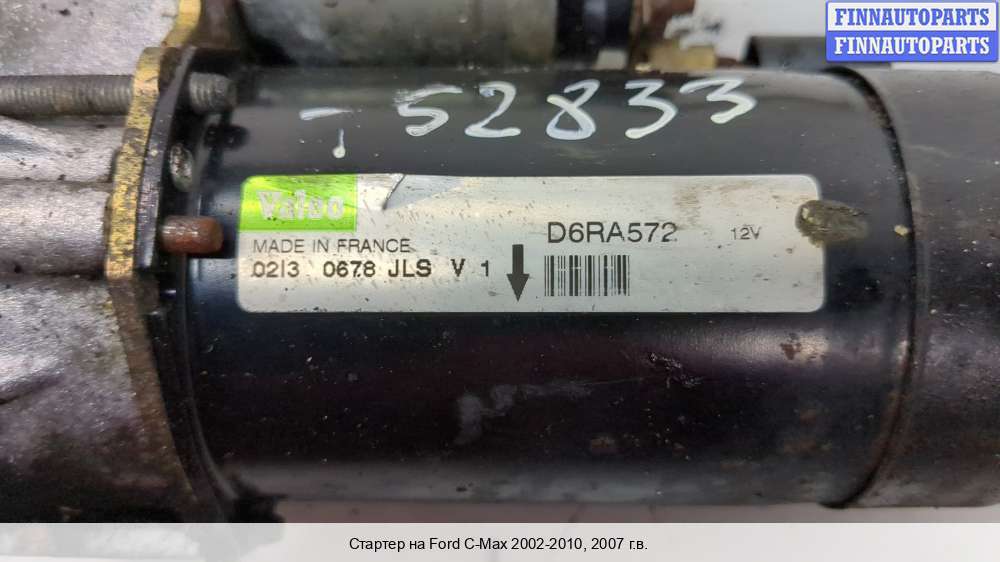 FINNAUTOPARTS
FINNAUTOPARTS
T 52833
Valeo
MADE IN FRANCE
D6RA572 12V
0213 0678 JLS V 1
Стартер на Ford C-Max 2002-2010, 2007 г.в.